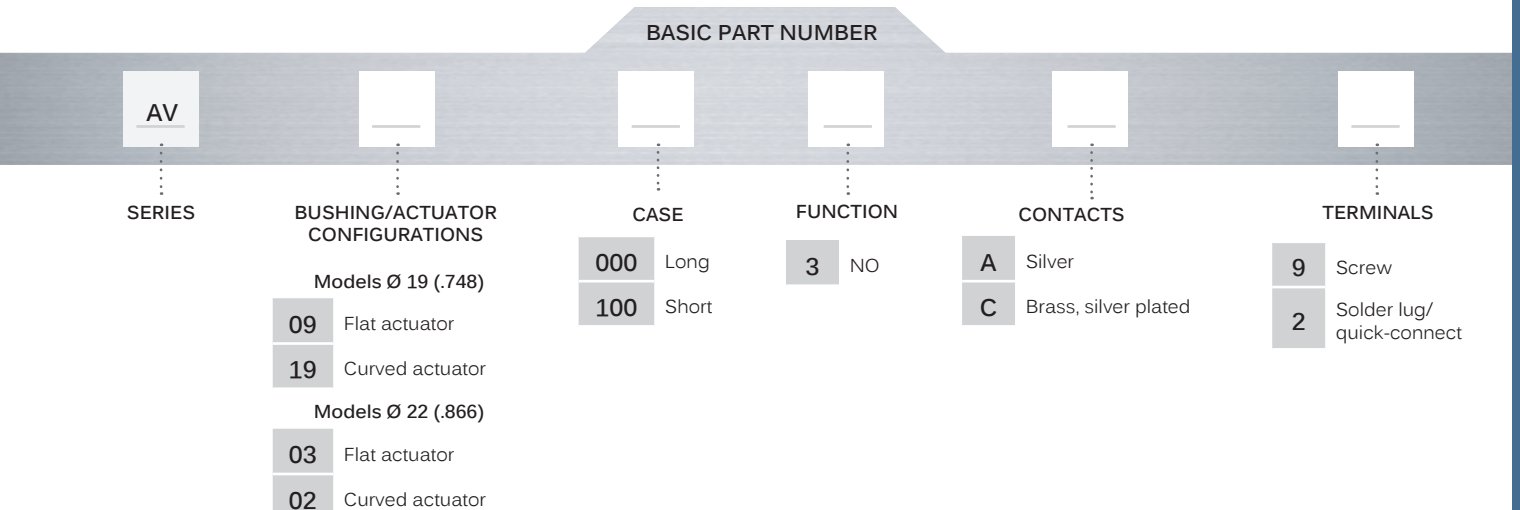 BASIC PART NUMBER
AV
SERIES
BUSHING/ACTUATOR
CONFIGURATIONS
Models Ø 19 (.748)
09 Flat actuator
19 Curved actuator
Models Ø 22 (.866)
03 Flat actuator
02 Curved actuator
CASE
000 Long
100 Short
FUNCTION
3 NO
CONTACTS
A Silver
C Brass, silver plated
TERMINALS
9 Screw
2 Solder lug/
quick-connect